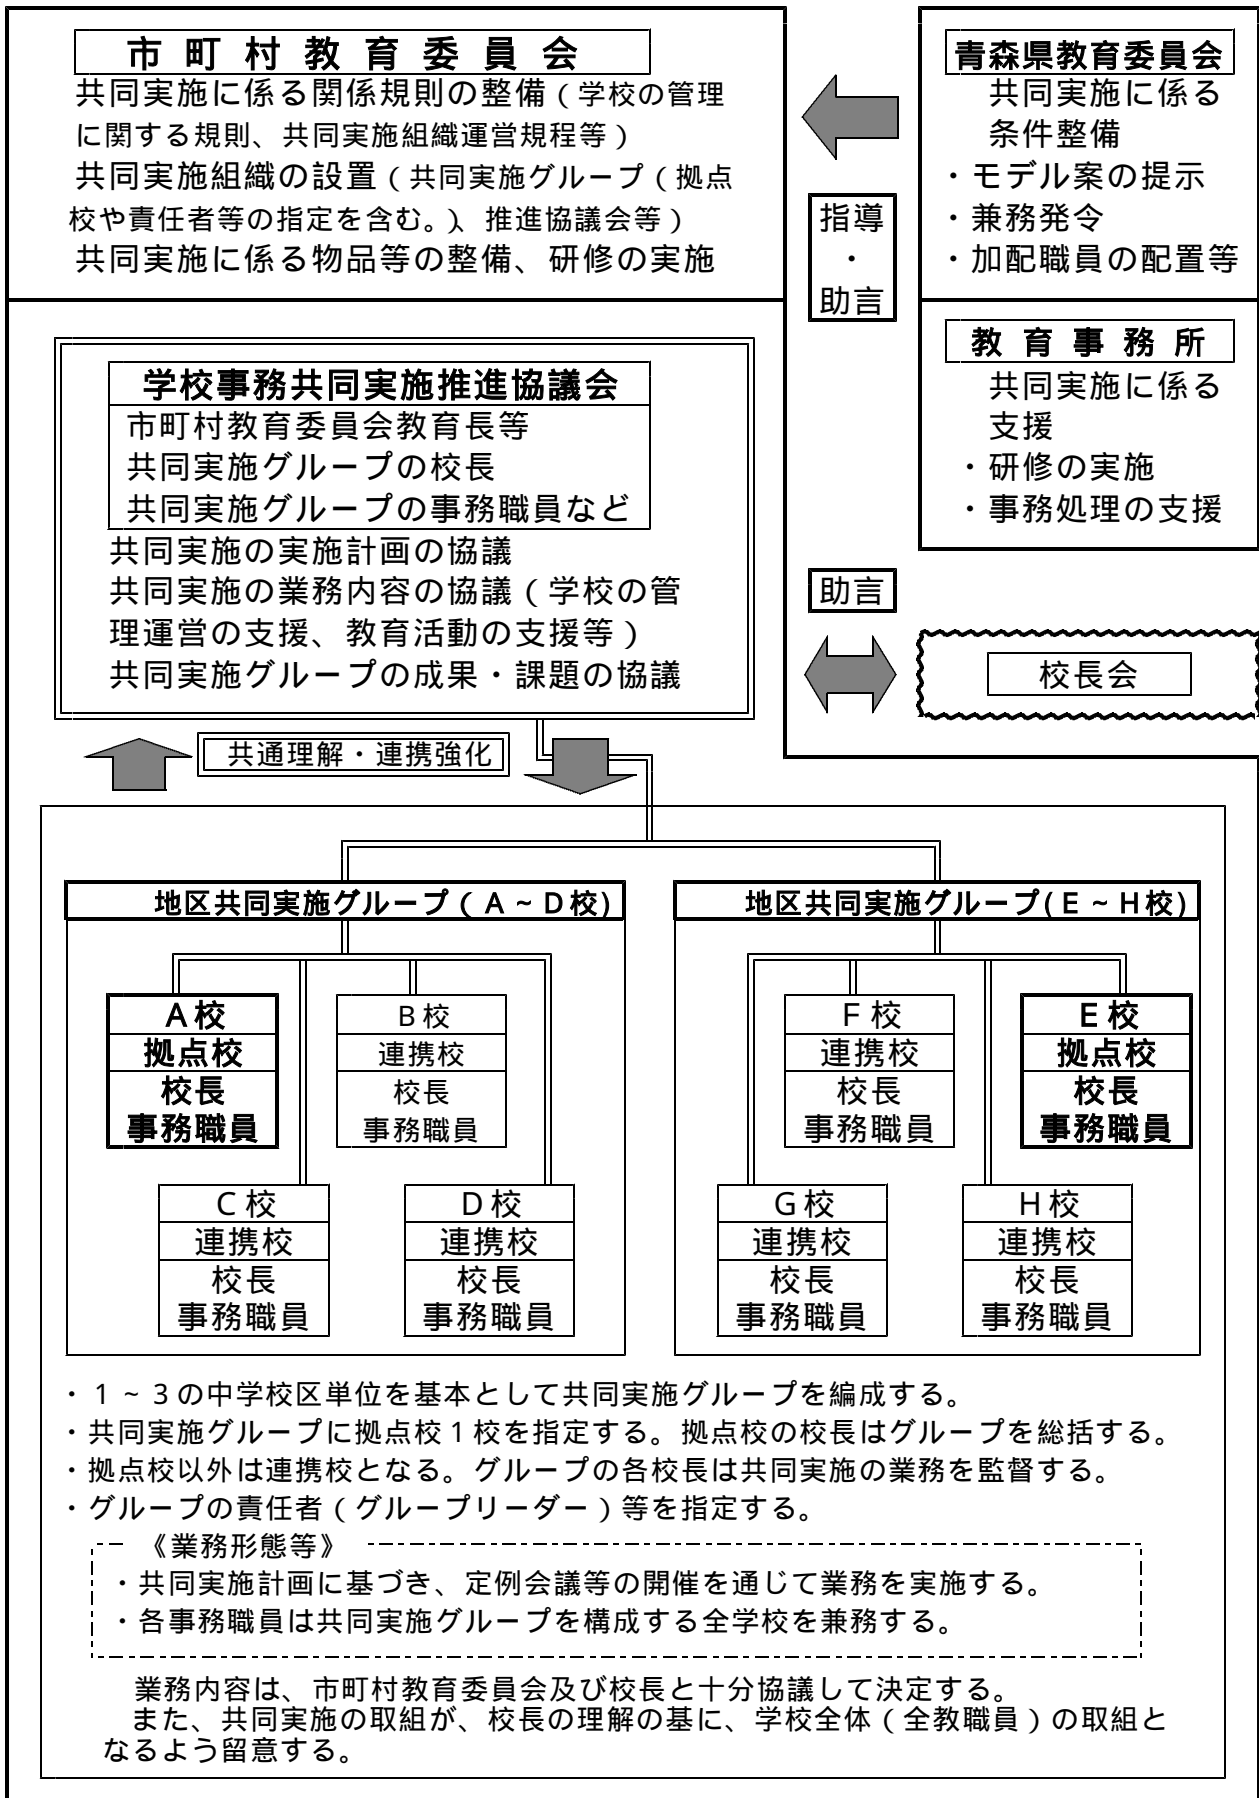 市町村教育委員会
共同実施に係る関係規則の整備（学校の管理
に関する規則、共同実施組織運営規程等）
共同実施組織の設置（共同実施グループ（拠点
校や責任者等の指定を含む。）、推進協議会等）
共同実施に係る物品等の整備、研修の実施
指導
・
助言
青森県教育委員会
共同実施に係る
条件整備
・モデル案の提示
・兼務発令
・加配職員の配置等
教育事務所
共同実施に係る
支援
・研修の実施
・事務処理の支援
学校事務共同実施推進協議会
市町村教育委員会教育長等
共同実施グループの校長
共同実施グループの事務職員など
共同実施の実施計画の協議
共同実施の業務内容の協議（学校の管
理運営の支援、教育活動の支援等）
共同実施グループの成果・課題の協議
助言
校長会
共通理解・連携強化
地区共同実施グループ（A～D校)
地区共同実施グループ(E～H校)
A校
拠点校
校長
事務職員
B校
連携校
校長
事務職員
F校
連携校
校長
事務職員
E校
拠点校
校長
事務職員
C校
連携校
校長
事務職員
D校
連携校
校長
事務職員
G校
連携校
校長
事務職員
H校
連携校
校長
事務職員
・１～３の中学校区単位を基本として共同実施グループを編成する。
・共同実施グループに拠点校１校を指定する。拠点校の校長はグループを総括する。
・拠点校以外は連携校となる。グループの各校長は共同実施の業務を監督する。
・グループの責任者（グループリーダー）等を指定する。
《業務形態等》
・共同実施計画に基づき、定例会議等の開催を通じて業務を実施する。
・各事務職員は共同実施グループを構成する全学校を兼務する。
業務内容は、市町村教育委員会及び校長と十分協議して決定する。
また、共同実施の取組が、校長の理解の基に、学校全体（全教職員）の取組と
なるよう留意する。